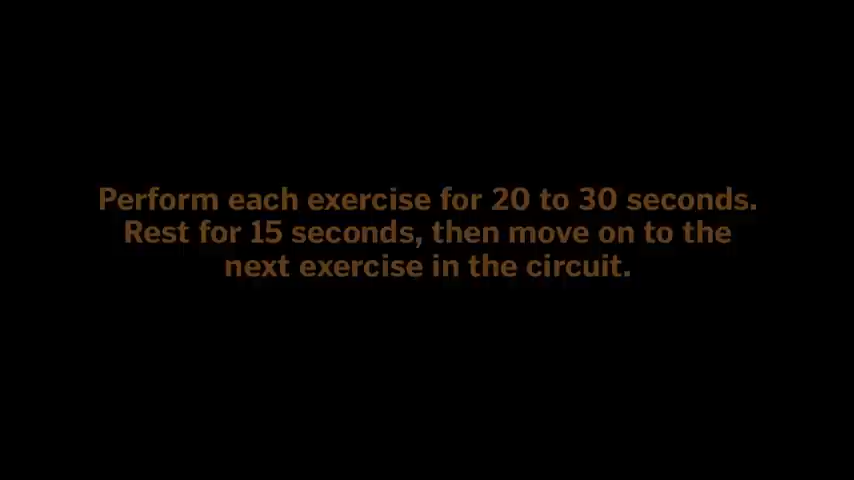 Perform each exercise for 20 to 30 seconds.
Rest for 15 seconds, then move on to the
next exercise in the circuit.